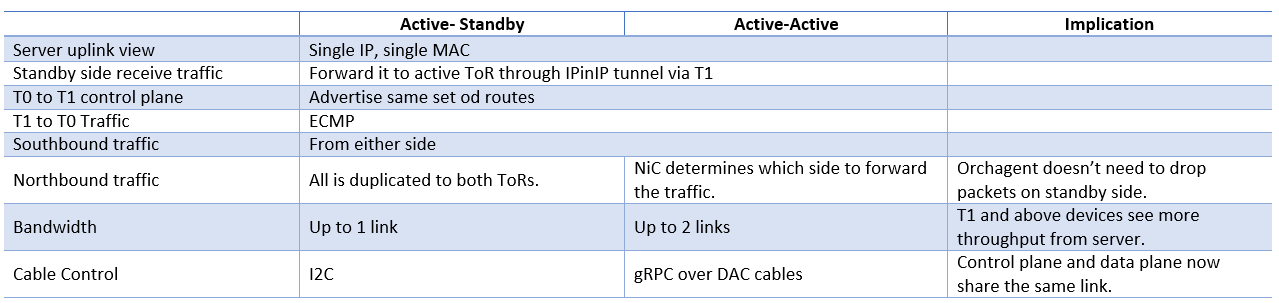 Active- Standby Active-Active Implication
Server uplink view Single IP, single MAC
Standby side receive traffic Forward it to active ToR through IPinIP tunnel via T1
T0 to T1 control plane Advertise same set od routes
T1 to T0 Traffic ECMP
Southbound traffic From either side
Northbound traffic All is duplicated to both ToRs. NiC determines which side to forward
the traffic. Orchagent doesn’t need to drop
packets on standby side.
Bandwidth Up to 1 link Up to 2 links T1 and above devices see more
throughput from server.
Cable Control I2C gRPC over DAC cables Control plane and data plane now
share the same link.